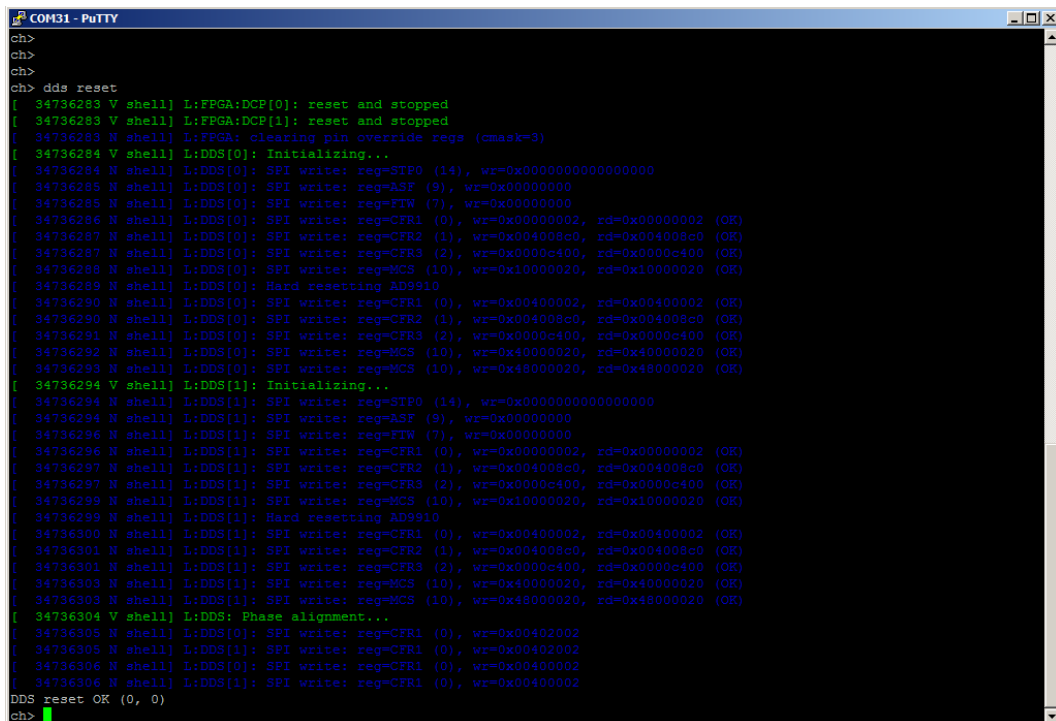 COM31 - PuTTY
ch>
ch>
ch>
ch> dds reset
[  34736283 V shell] L:FPGA:DCP[0]: reset and stopped
[  34736283 V shell] L:FPGA:DCP[1]: reset and stopped
[  34736283 N shell] L:FPGA: clearing pin override regs (qmask=3)
[  34736284 V shell] L:DDS[0]: Initializing...
[  34736284 N shell] L:DDS[0]: SPI write: reg=STP0 (14), wr=0x0000000000000000
[  34736285 N shell] L:DDS[0]: SPI write: reg=ASF (9), wr=0x00000000
[  34736285 N shell] L:DDS[0]: SPI write: reg=FTW (7), wr=0x00000000
[  34736286 N shell] L:DDS[0]: SPI write: reg=CFR1 (0), wr=0x00000002, rd=0x00000002 (OK)
[  34736287 N shell] L:DDS[0]: SPI write: reg=CFR2 (1), wr=0x004008c0, rd=0x004008c0 (OK)
[  34736287 N shell] L:DDS[0]: SPI write: reg=CFR3 (2), wr=0x0000c400, rd=0x0000c400 (OK)
[  34736288 N shell] L:DDS[0]: SPI write: reg=MCS (10), wr=0x10000020, rd=0x10000020 (OK)
[  34736289 N shell] L:DDS[0]: Hard resetting AD9910
[  34736290 N shell] L:DDS[0]: SPI write: reg=CFR1 (0), wr=0x00400002, rd=0x00400002 (OK)
[  34736290 N shell] L:DDS[0]: SPI write: reg=CFR2 (1), wr=0x004008c0, rd=0x004008c0 (OK)
[  34736291 N shell] L:DDS[0]: SPI write: reg=CFR3 (2), wr=0x0000c400, rd=0x0000c400 (OK)
[  34736292 N shell] L:DDS[0]: SPI write: reg=MCS (10), wr=0x40000020, rd=0x40000020 (OK)
[  34736293 N shell] L:DDS[0]: SPI write: reg=MCS (10), wr=0x48000020, rd=0x48000020 (OK)
[  34736294 V shell] L:DDS[1]: Initializing...
[  34736294 N shell] L:DDS[1]: SPI write: reg=STP0 (14), wr=0x0000000000000000
[  34736294 N shell] L:DDS[1]: SPI write: reg=ASF (9), wr=0x00000000
[  34736296 N shell] L:DDS[1]: SPI write: reg=FTW (7), wr=0x00000000
[  34736296 N shell] L:DDS[1]: SPI write: reg=CFR1 (0), wr=0x00000002, rd=0x00000002 (OK)
[  34736297 N shell] L:DDS[1]: SPI write: reg=CFR2 (1), wr=0x004008c0, rd=0x004008c0 (OK)
[  34736297 N shell] L:DDS[1]: SPI write: reg=CFR3 (2), wr=0x0000c400, rd=0x0000c400 (OK)
[  34736299 N shell] L:DDS[1]: SPI write: reg=MCS (10), wr=0x10000020, rd=0x10000020 (OK)
[  34736299 N shell] L:DDS[1]: Hard resetting AD9910
[  34736300 N shell] L:DDS[1]: SPI write: reg=CFR1 (0), wr=0x00400002, rd=0x00400002 (OK)
[  34736301 N shell] L:DDS[1]: SPI write: reg=CFR2 (1), wr=0x004008c0, rd=0x004008c0 (OK)
[  34736301 N shell] L:DDS[1]: SPI write: reg=CFR3 (2), wr=0x0000c400, rd=0x0000c400 (OK)
[  34736303 N shell] L:DDS[1]: SPI write: reg=MCS (10), wr=0x40000020, rd=0x40000020 (OK)
[  34736303 N shell] L:DDS[1]: SPI write: reg=MCS (10), wr=0x48000020, rd=0x48000020 (OK)
[  34736304 V shell] L:DDS: Phase alignment...
[  34736305 N shell] L:DDS[0]: SPI write: reg=CFR1 (0), wr=0x00402002
[  34736305 N shell] L:DDS[1]: SPI write: reg=CFR1 (0), wr=0x00402002
[  34736306 N shell] L:DDS[0]: SPI write: reg=CFR1 (0), wr=0x00400002
[  34736306 N shell] L:DDS[1]: SPI write: reg=CFR1 (0), wr=0x00400002
DDS reset OK (0, 0)
ch>